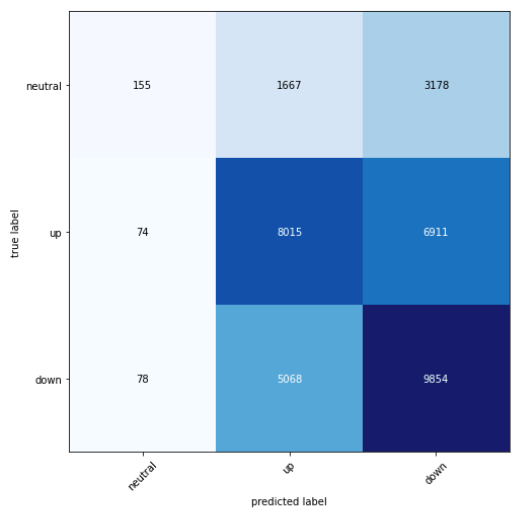 neutral 155 1667 3178
up 74 8015 6911
down 78 5068 9854
neutral up down
true label
predicted label